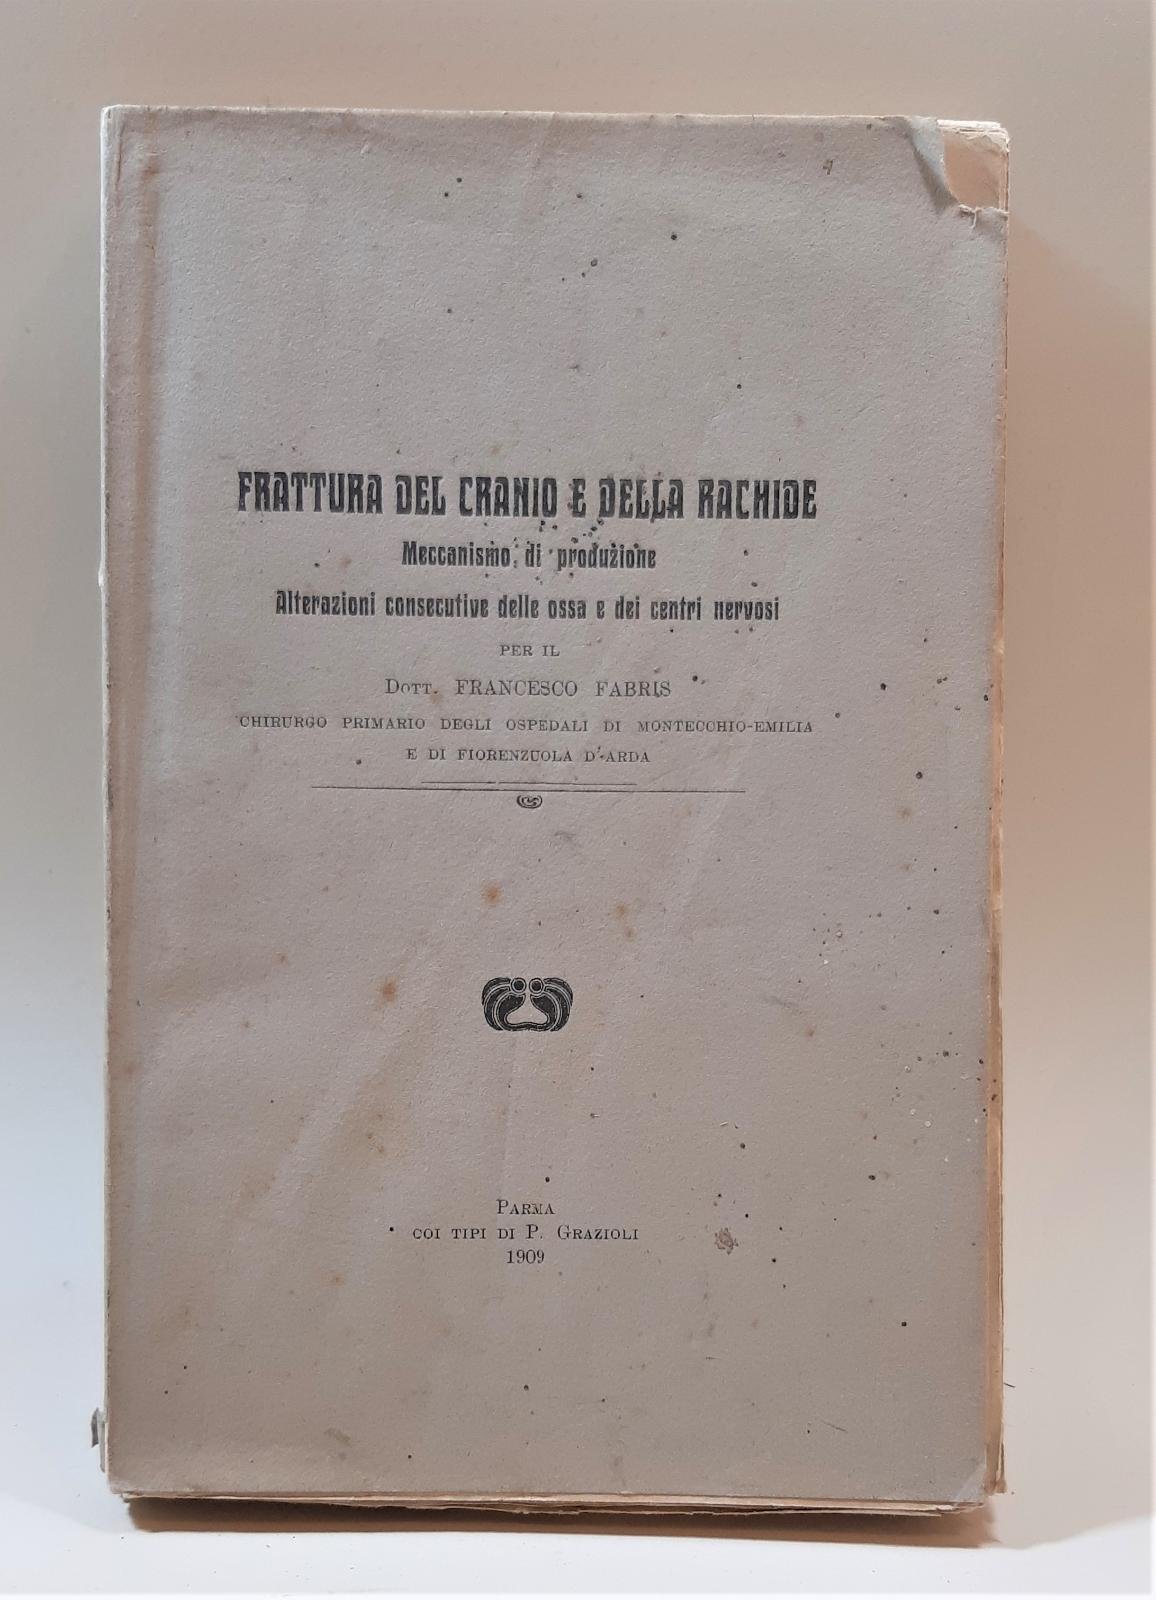 FRATTURA DEL CRANIO E DELLA RACHIDE
Meccanismo di produzione
Alterazioni consecutive delle ossa e dei centri nervosi
PER IL
DOTT. FRANCESCO FABRIS
CHIRURGO PRIMARIO DEGLI OSPEDALI DI MONTECCHIO-EMILIA
E DI FIORENZUOLA D'ARDA
PARMA
COI TIPI DI P. GRAZIOLI
1909